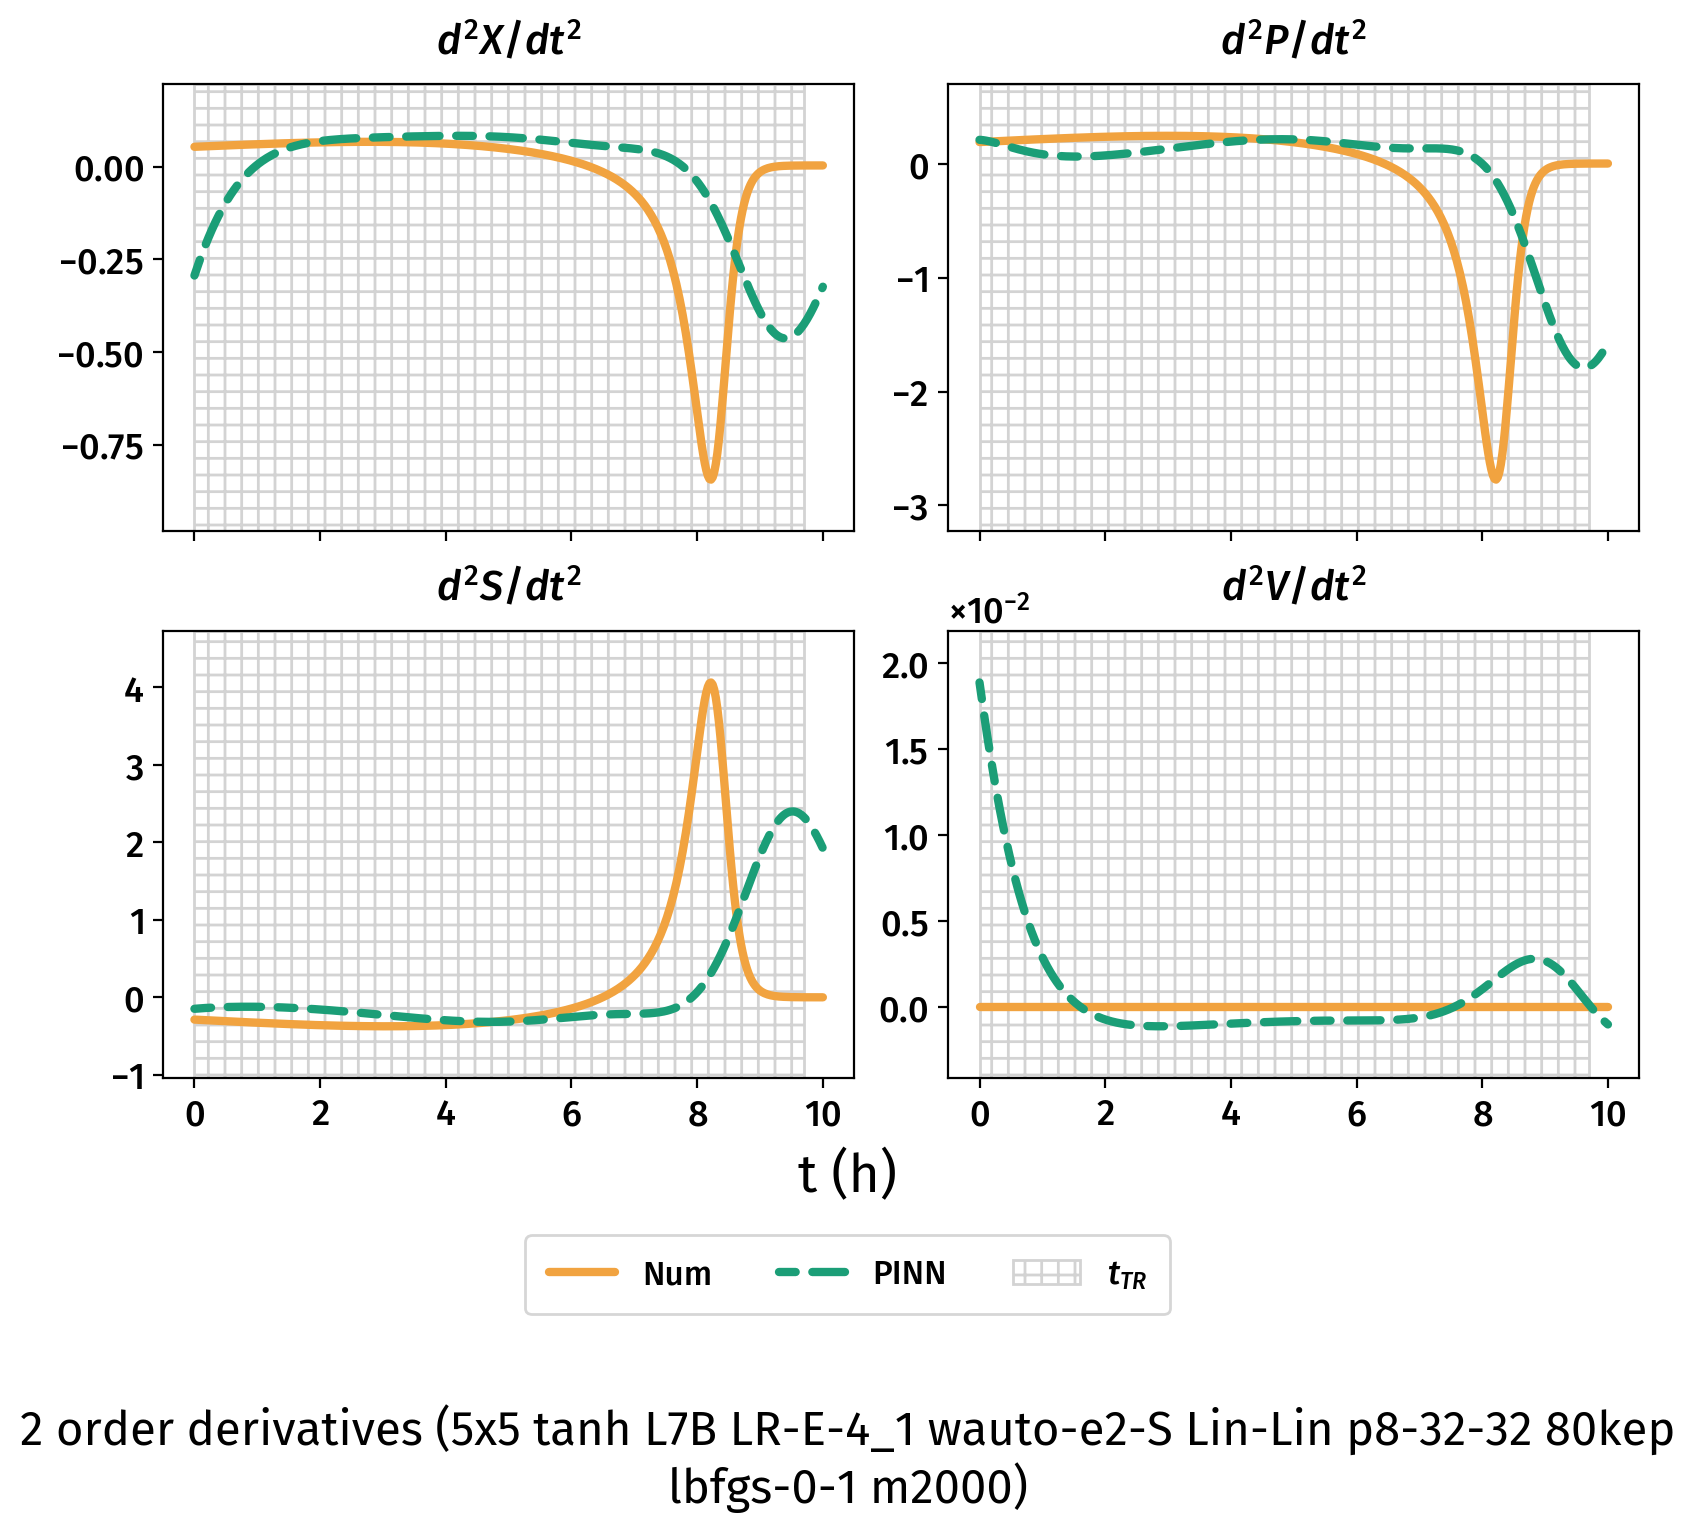 d²X/dt²
d²P/dt²
0.00
−0.25
−0.50
−0.75
0
−1
−2
−3
d²S/dt²
d²V/dt²
×10⁻²
4
3
2
1
0
−1
2.0
1.5
1.0
0.5
0.0
0 2 4 6 8 10
0 2 4 6 8 10
t (h)
Num PINN t_TR
2 order derivatives (5x5 tanh L7B LR-E-4_1 wauto-e2-S Lin-Lin p8-32-32 80kep
lbfgs-0-1 m2000)